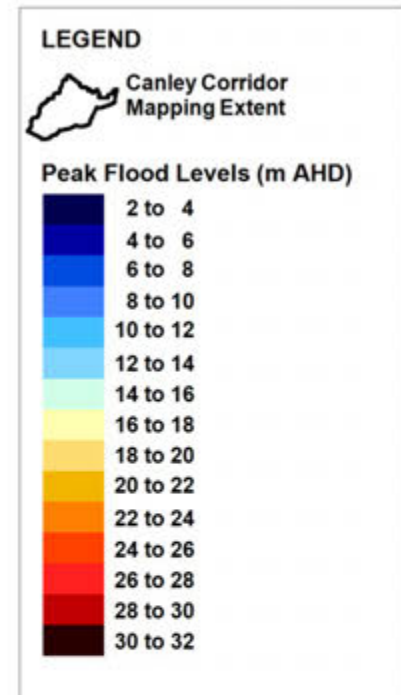 LEGEND
Canley Corridor
Mapping Extent
Peak Flood Levels (m AHD)
2 to 4
4 to 6
6 to 8
8 to 10
10 to 12
12 to 14
14 to 16
16 to 18
18 to 20
20 to 22
22 to 24
24 to 26
26 to 28
28 to 30
30 to 32